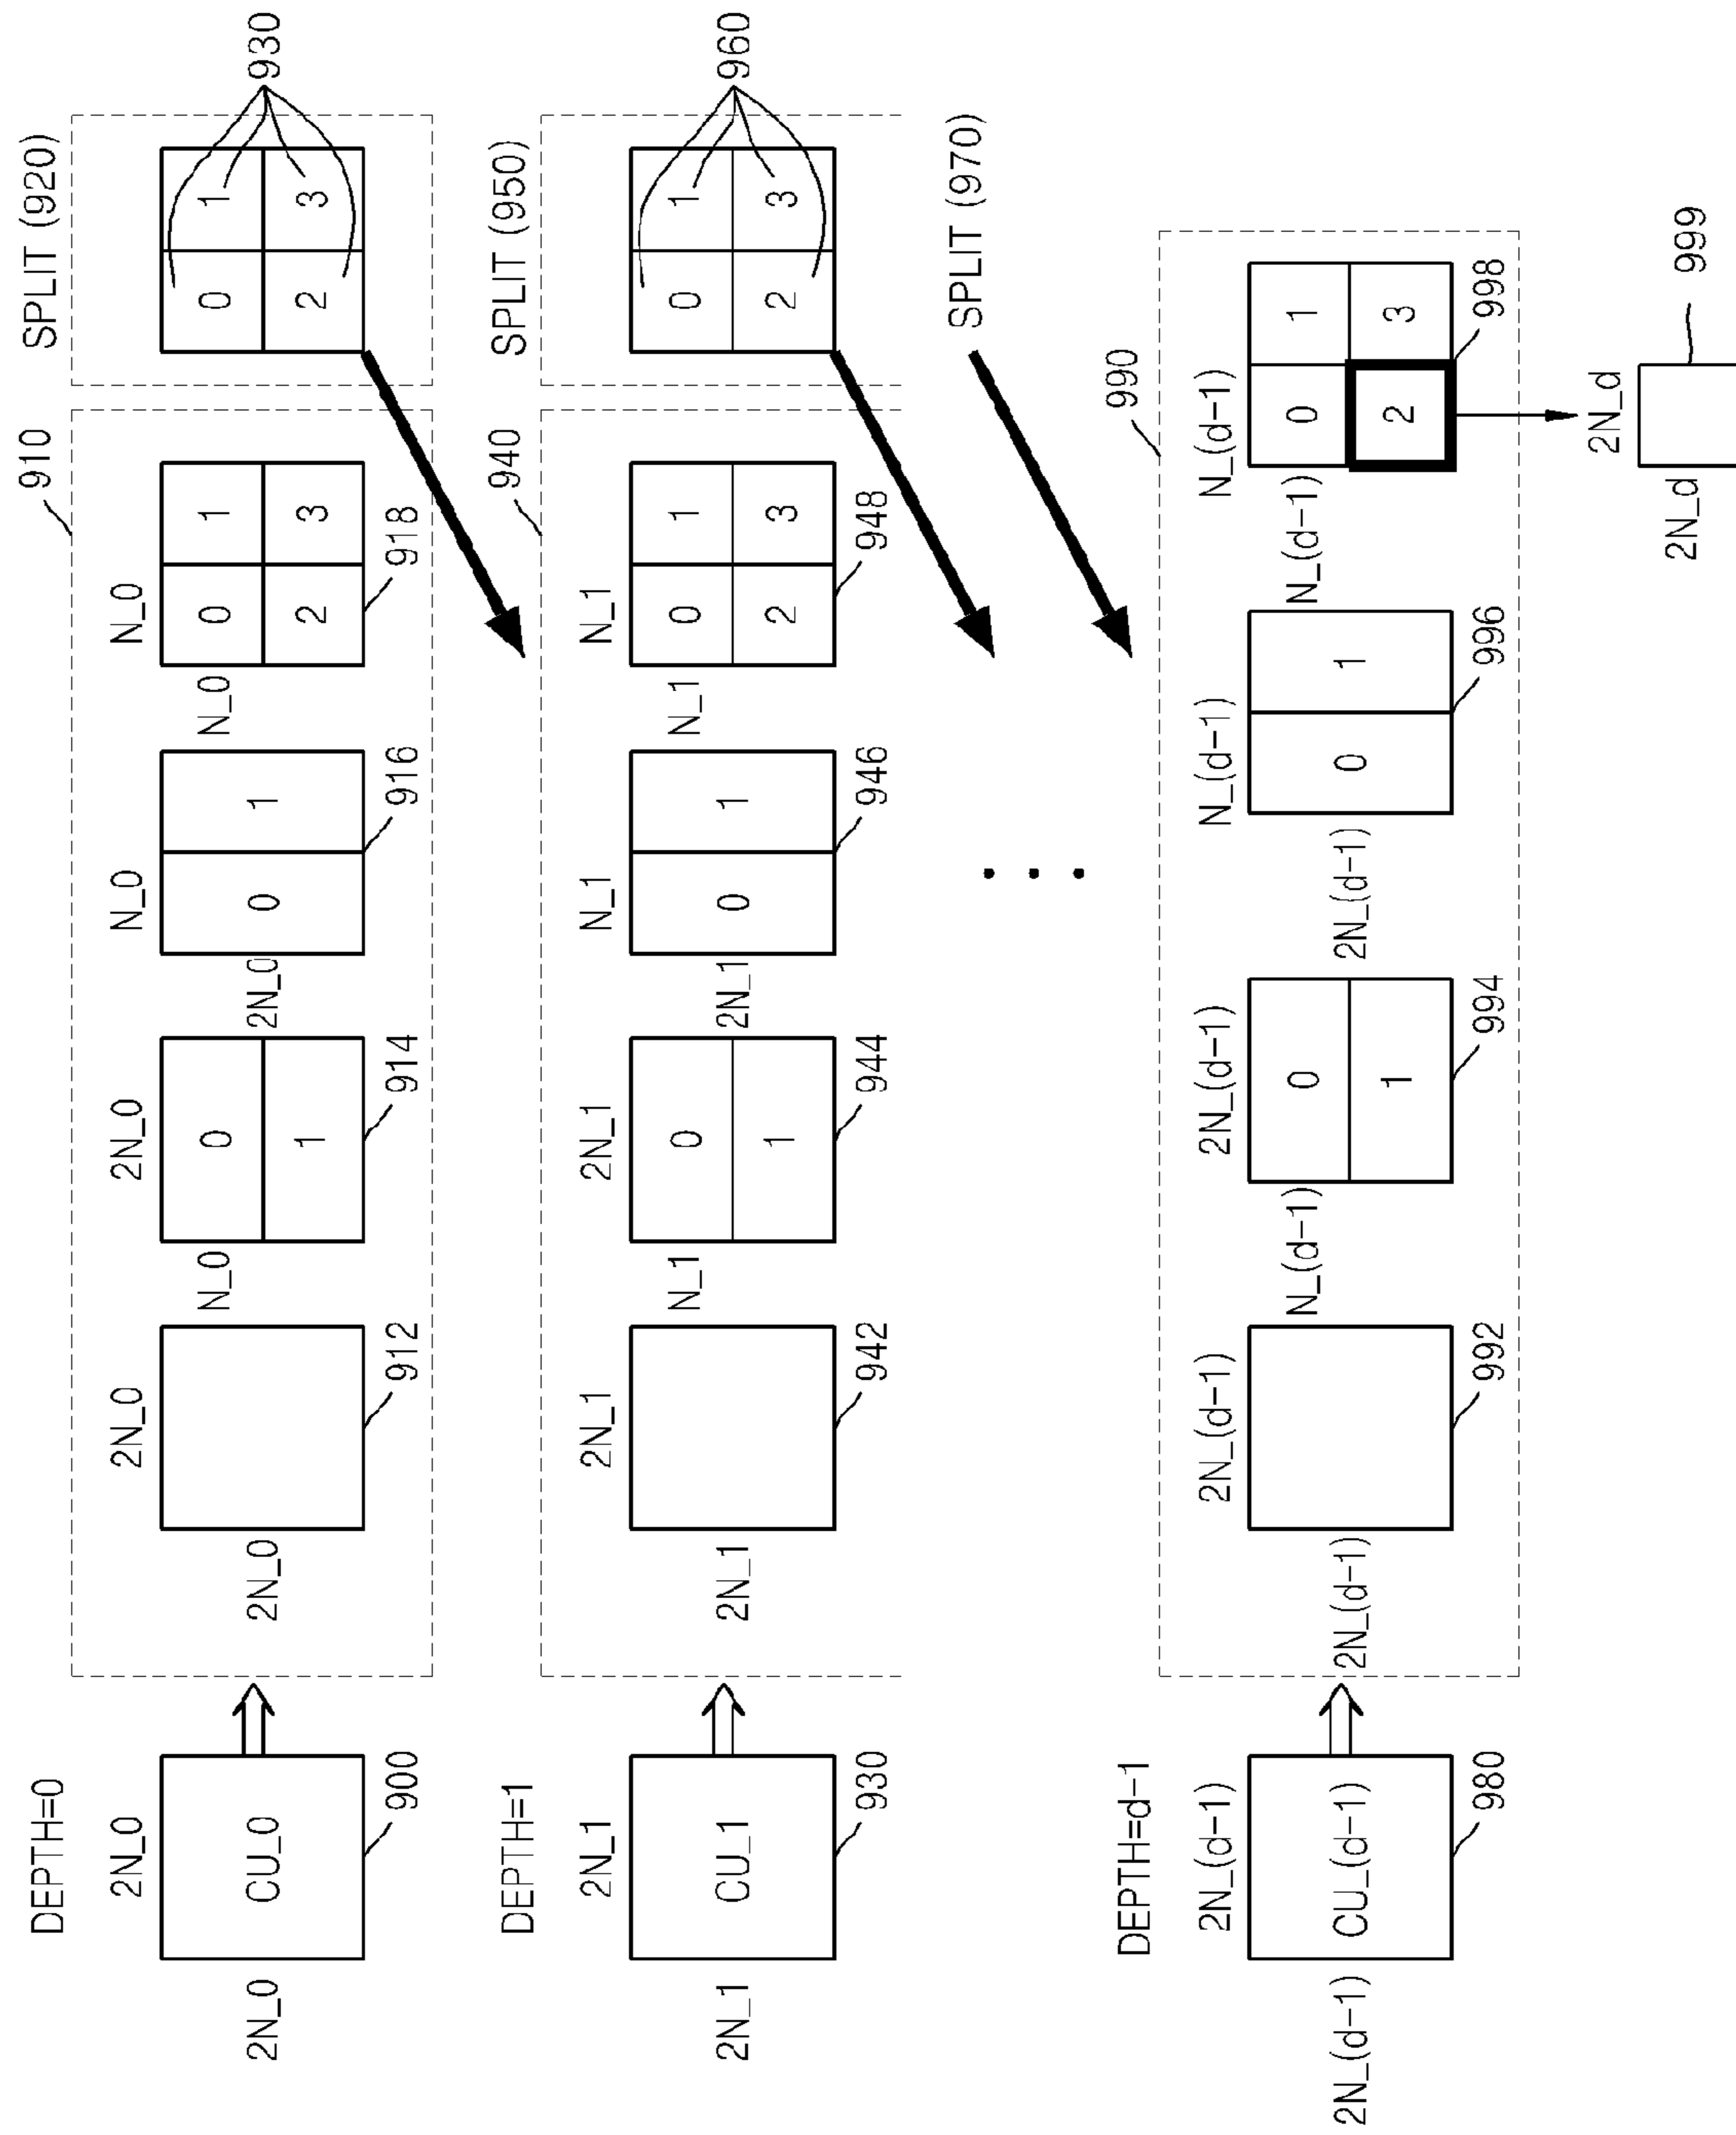 DEPTH=0
2N_0
2N_0
CU_0
900
910
2N_0
2N_0
912
2N_0
N_0
0
1
914
N_0
2N_0
0
1
916
N_0
N_0
0
1
2
3
918
SPLIT (920)
0
1
2
3
930
DEPTH=1
2N_1
2N_1
CU_1
930
940
2N_1
2N_1
942
2N_1
N_1
0
1
944
N_1
2N_1
0
1
946
N_1
N_1
0
1
2
3
948
SPLIT (950)
0
1
2
3
960
SPLIT (970)
DEPTH=d-1
2N_(d-1)
2N_(d-1)
CU_(d-1)
980
990
2N_(d-1)
2N_(d-1)
992
2N_(d-1)
N_(d-1)
0
1
994
N_(d-1)
2N_(d-1)
0
1
996
N_(d-1)
N_(d-1)
0
1
2
3
998
2N_d
2N_d
999